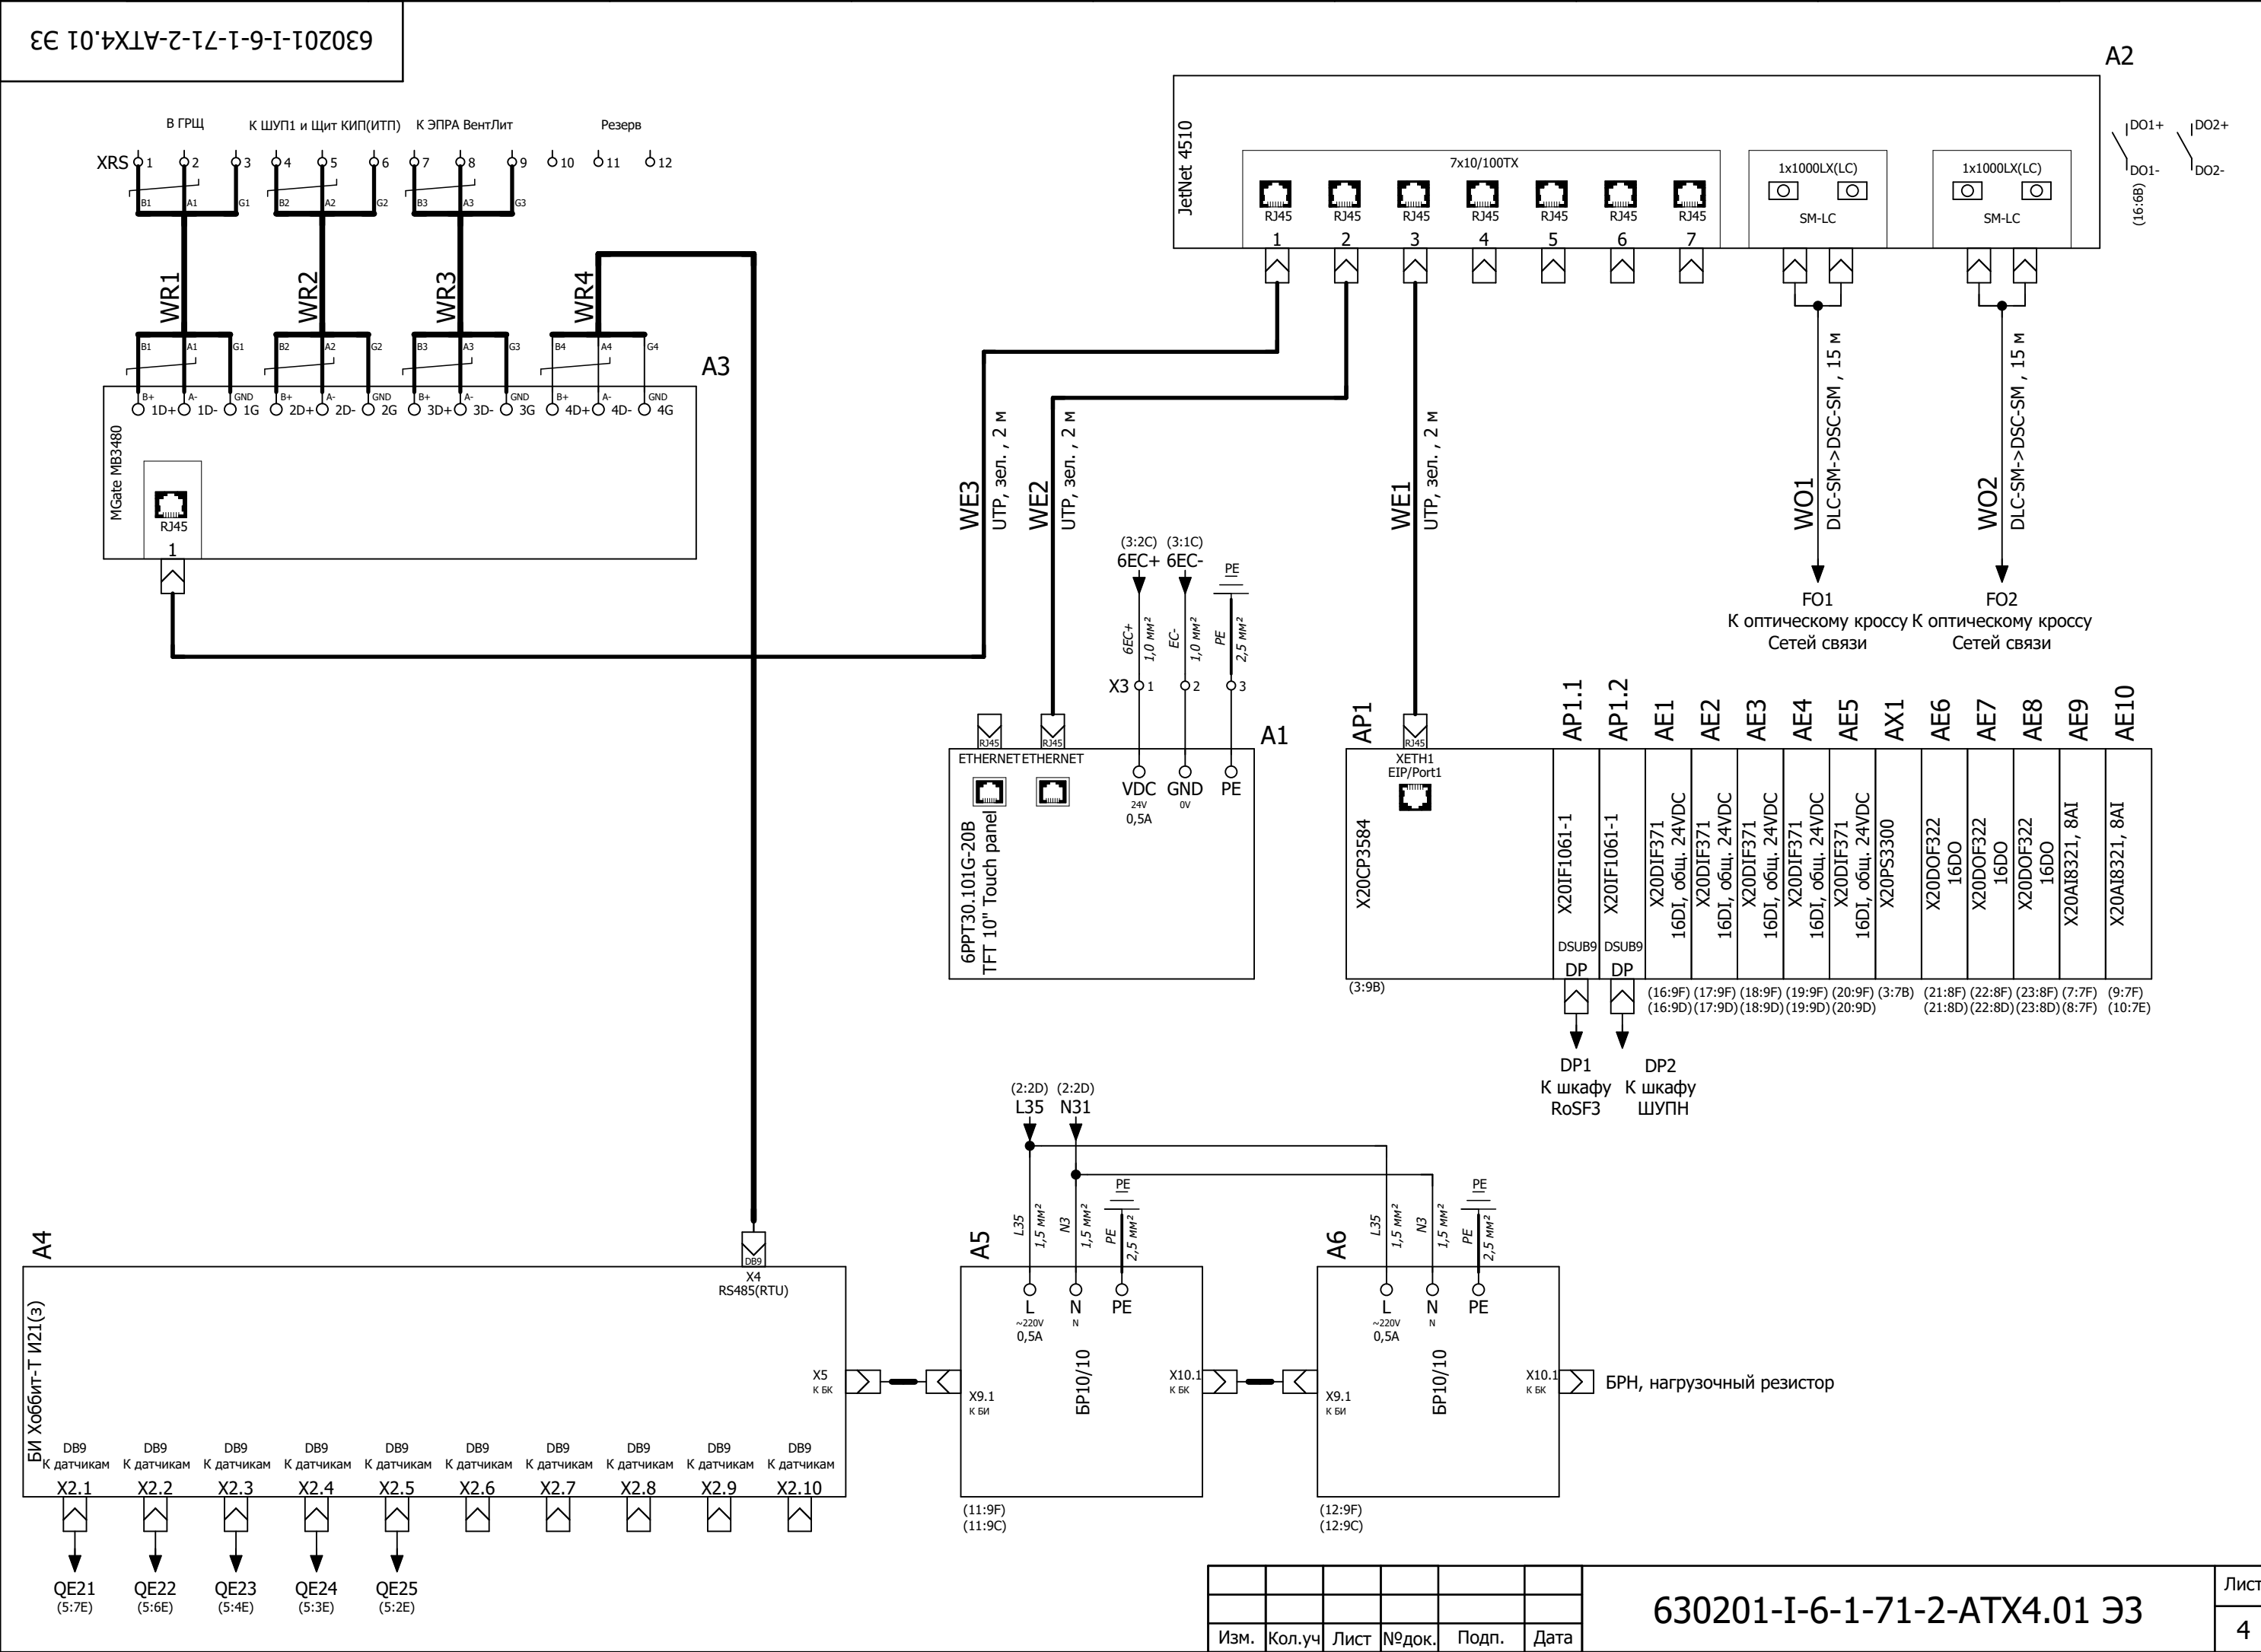 630201-I-6-1-71-2-АТХ4.01 Э3
A2
JetNet 4510
7x10/100TX
RJ45 RJ45 RJ45 RJ45 RJ45 RJ45 RJ45
1 2 3 4 5 6 7
1x1000LX(LC)
SM-LC
1x1000LX(LC)
SM-LC
DO1+ DO2+
DO1- DO2-
(16:6B)
В ГРЩ К ШУП1 и Щит КИП(ИТП) К ЭПРА ВентЛит Резерв
XRS 1 2 3 4 5 6 7 8 9 10 11 12
B1 A1 G1 B2 A2 G2 B3 A3 G3
WR1 WR2 WR3 WR4
B1 A1 G1 B2 A2 G2 B3 A3 G3 B4 A4 G4
A3
B+ A- GND B+ A- GND B+ A- GND B+ A- GND
1D+ 1D- 1G 2D+ 2D- 2G 3D+ 3D- 3G 4D+ 4D- 4G
MGate MB3480
RJ45
1
WE3
UTP, зел. , 2 м
WE2
UTP, зел. , 2 м
WE1
UTP, зел. , 2 м
WO1
DLC-SM->DSC-SM , 15 м
WO2
DLC-SM->DSC-SM , 15 м
FO1
К оптическому кроссу
Сетей связи
FO2
К оптическому кроссу
Сетей связи
(3:2C) (3:1C)
6EC+ 6EC- PE
6EC+ 1,0 мм²
EC- 1,0 мм²
PE 2,5 мм²
X3 1 2 3
A1
RJ45 RJ45
ETHERNET ETHERNET
VDC GND PE
24V 0V
0,5A
6PPT30.101G-20B
TFT 10" Touch panel
AP1
RJ45
XETH1
EIP/Port1
X20CP3584
(3:9B)
AP1.1 AP1.2 AE1 AE2 AE3 AE4 AE5 AX1 AE6 AE7 AE8 AE9 AE10
X20IF1061-1
X20IF1061-1
X20DIF371
16DI, общ. 24VDC
X20DIF371
16DI, общ. 24VDC
X20DIF371
16DI, общ. 24VDC
X20DIF371
16DI, общ. 24VDC
X20DIF371
16DI, общ. 24VDC
X20PS3300
X20DOF322
16DO
X20DOF322
16DO
X20DOF322
16DO
X20AI8321, 8AI
X20AI8321, 8AI
DSUB9 DSUB9
DP DP
(16:9F) (17:9F) (18:9F) (19:9F) (20:9F) (3:7B) (21:8F) (22:8F) (23:8F) (7:7F) (9:7F)
(16:9D) (17:9D) (18:9D) (19:9D) (20:9D) (21:8D) (22:8D) (23:8D) (8:7F) (10:7E)
DP1
К шкафу
RoSF3
DP2
К шкафу
ШУПН
(2:2D) (2:2D)
L35 N31
A4
DB9
X4
RS485(RTU)
БИ Хоббит-Т И21(з)
X5
К БК
DB9 DB9 DB9 DB9 DB9 DB9 DB9 DB9 DB9 DB9
К датчикам К датчикам К датчикам К датчикам К датчикам К датчикам К датчикам К датчикам К датчикам К датчикам
X2.1 X2.2 X2.3 X2.4 X2.5 X2.6 X2.7 X2.8 X2.9 X2.10
QE21 QE22 QE23 QE24 QE25
(5:7E) (5:6E) (5:4E) (5:3E) (5:2E)
A5
L35 1,5 мм²
N3 1,5 мм²
PE
PE 2,5 мм²
L N PE
~220V N
0,5A
БР10/10
X9.1
К БИ
X10.1
К БК
(11:9F)
(11:9C)
A6
L35 1,5 мм²
N3 1,5 мм²
PE
PE 2,5 мм²
L N PE
~220V N
0,5A
БР10/10
X9.1
К БИ
X10.1
К БК
БРН, нагрузочный резистор
(12:9F)
(12:9C)
Изм. Кол.уч Лист №док. Подп. Дата
630201-I-6-1-71-2-АТХ4.01 Э3
Лист
4